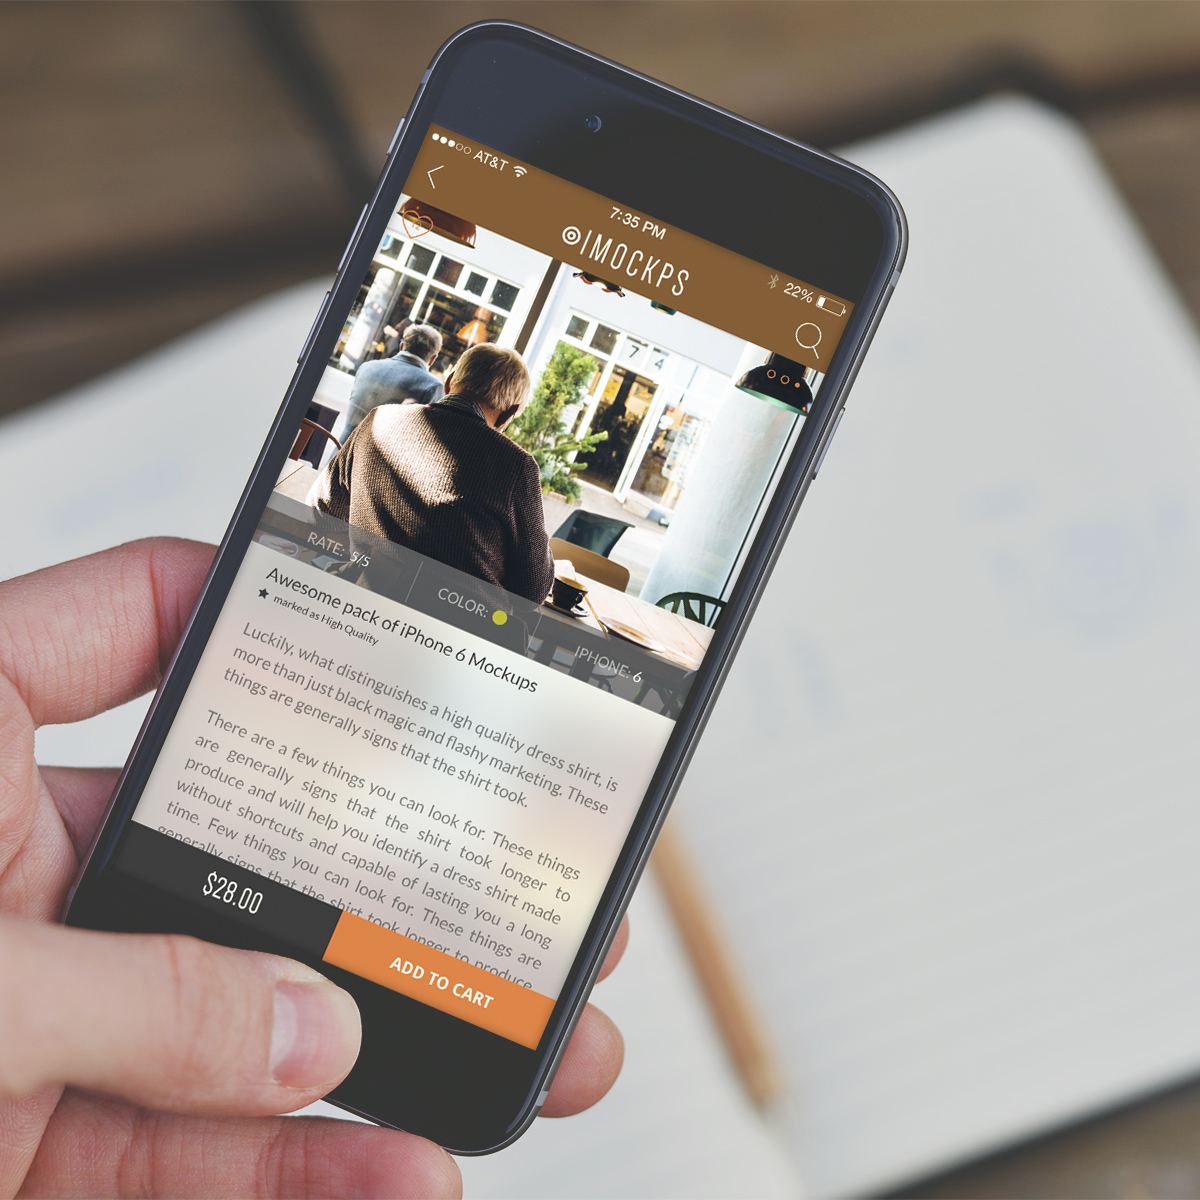 AT&T
7:35 PM
22%
IMOCKPS
7 4
RATE: 5/5
COLOR:
IPHONE: 6
Awesome pack of iPhone 6 Mockups
marked as High Quality
Luckily, what distinguishes a high quality dress shirt, is
more than just black magic and flashy marketing. These
things are generally signs that the shirt took.
There are a few things you can look for. These things
are generally signs that the shirt took longer to
produce and will help you identify a dress shirt made
without shortcuts and capable of lasting you a long
time. Few things you can look for. These things are
generally signs that the shirt took longer to produce
$28.00
ADD TO CART